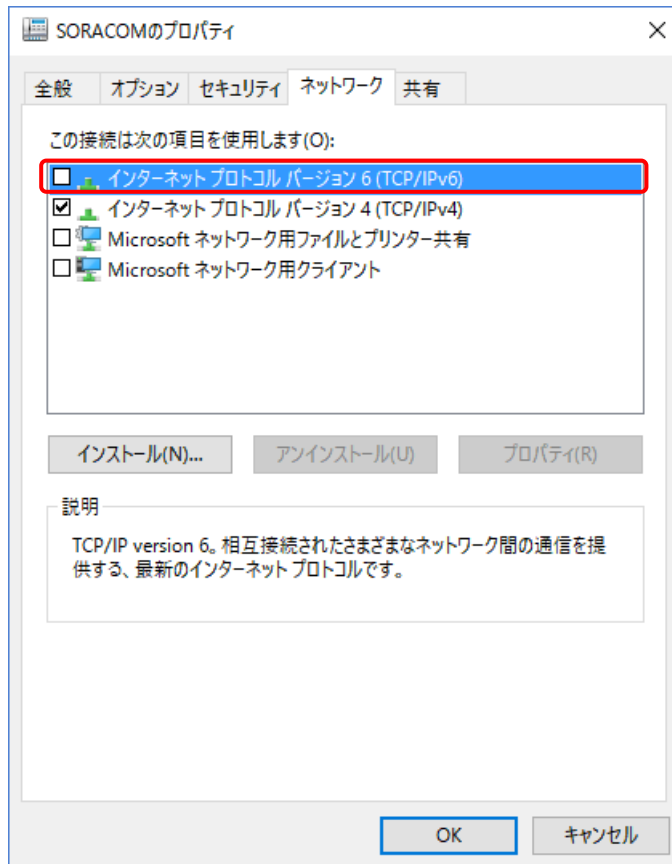 SORACOMのプロパティ
全般 オプション セキュリティ ネットワーク 共有
この接続は次の項目を使用します(O):
インターネット プロトコル バージョン 6 (TCP/IPv6)
インターネット プロトコル バージョン 4 (TCP/IPv4)
Microsoft ネットワーク用ファイルとプリンター共有
Microsoft ネットワーク用クライアント
インストール(N)... アンインストール(U) プロパティ(R)
説明
TCP/IP version 6。相互接続されたさまざまなネットワーク間の通信を提
供する、最新のインターネット プロトコルです。
OK キャンセル